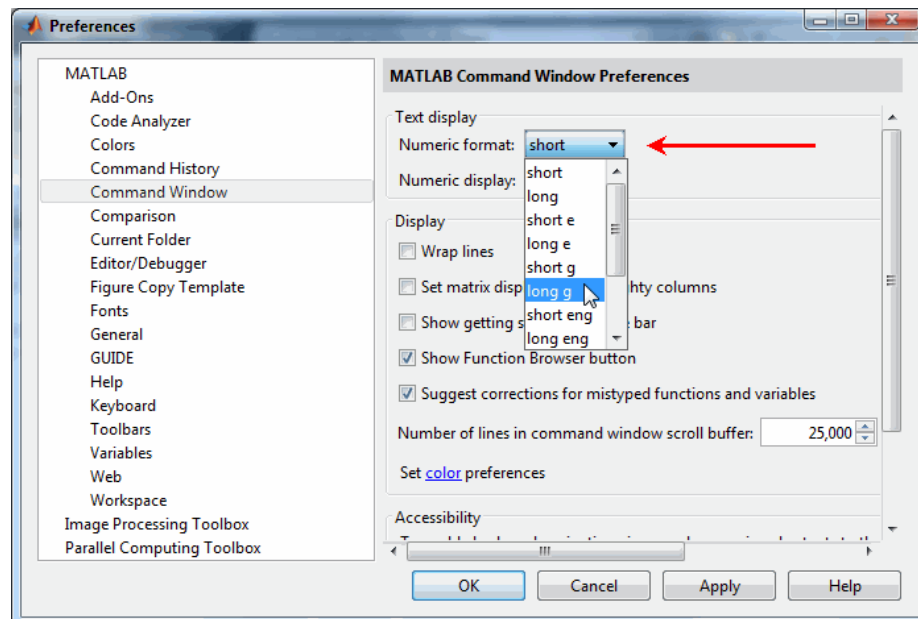 Preferences
MATLAB
Add-Ons
Code Analyzer
Colors
Command History
Command Window
Comparison
Current Folder
Editor/Debugger
Figure Copy Template
Fonts
General
GUIDE
Help
Keyboard
Toolbars
Variables
Web
Workspace
Image Processing Toolbox
Parallel Computing Toolbox
MATLAB Command Window Preferences
Text display
Numeric format: short
short
long
short e
long e
short g
long g
short eng
long eng
Numeric display:
Display
Wrap lines
Set matrix disp hty columns
Show getting s bar
Show Function Browser button
Suggest corrections for mistyped functions and variables
Number of lines in command window scroll buffer: 25,000
Set color preferences
Accessibility
OK Cancel Apply Help